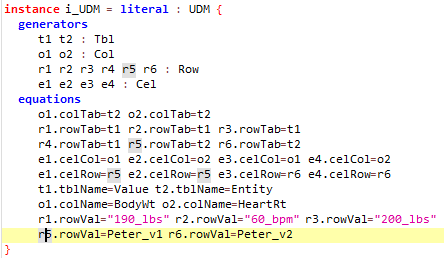 instance i_UDM = literal : UDM {
generators
t1 t2 : Tbl
o1 o2 : Col
r1 r2 r3 r4 r5 r6 : Row
e1 e2 e3 e4 : Cel
equations
o1.colTab=t2 o2.colTab=t2
r1.rowTab=t1 r2.rowTab=t1 r3.rowTab=t1
r4.rowTab=t1 r5.rowTab=t2 r6.rowTab=t2
e1.celCol=o1 e2.celCol=o2 e3.celCol=o1 e4.celCol=o2
e1.celRow=r5 e2.celRow=r5 e3.celRow=r6 e4.celRow=r6
t1.tblName=Value t2.tblName=Entity
o1.colName=BodyWt o2.colName=HeartRt
r1.rowVal="190_lbs" r2.rowVal="60_bpm" r3.rowVal="200_lbs"
r5.rowVal=Peter_v1 r6.rowVal=Peter_v2
}